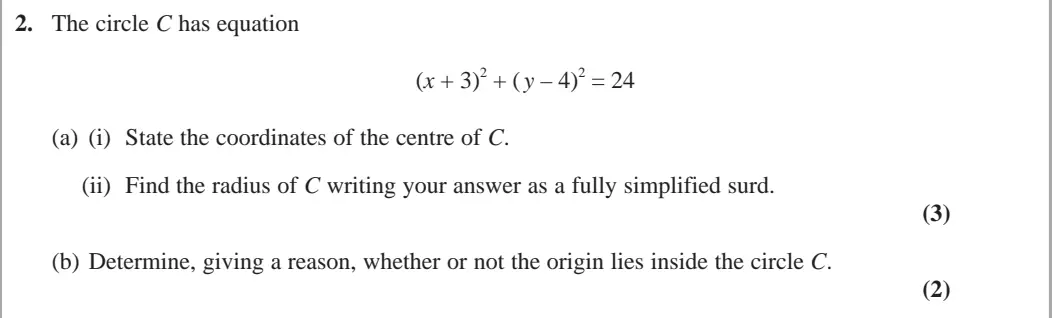 2. The circle C has equation
(x + 3)² + (y – 4)² = 24
(a) (i) State the coordinates of the centre of C.
(ii) Find the radius of C writing your answer as a fully simplified surd.
(3)
(b) Determine, giving a reason, whether or not the origin lies inside the circle C.
(2)